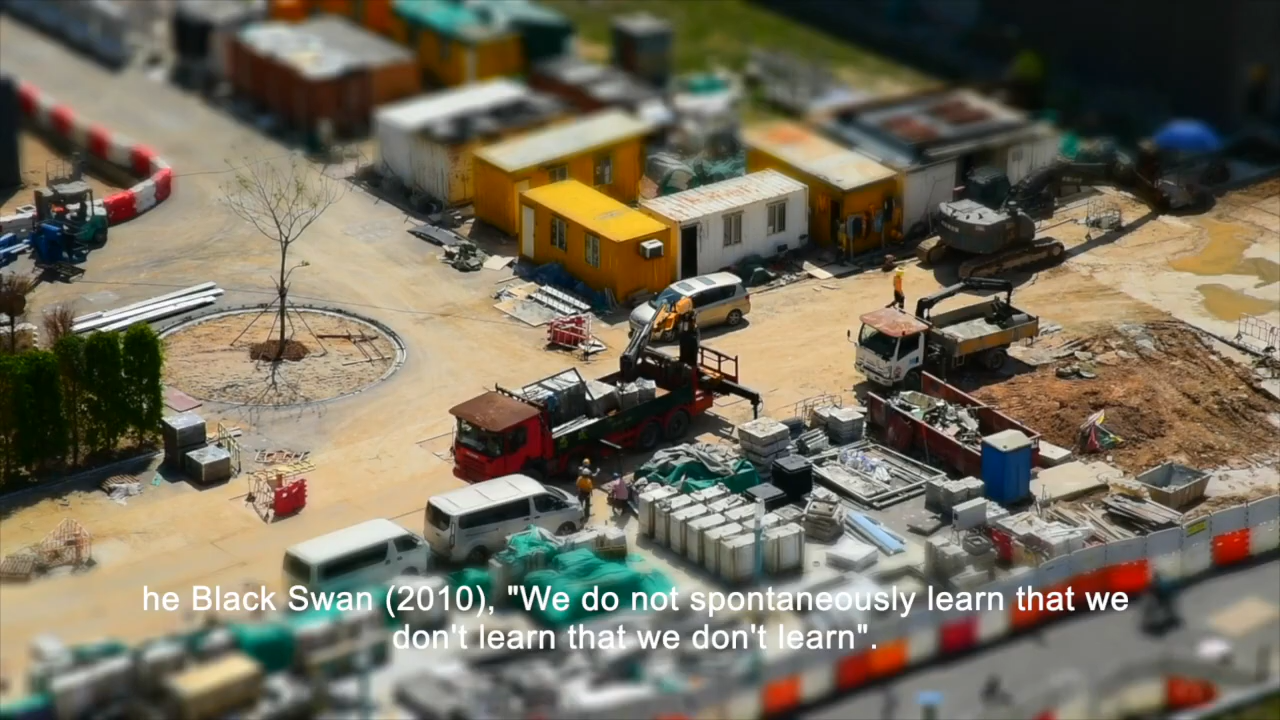 he Black Swan (2010), "We do not spontaneously learn that we
don't learn that we don't learn".